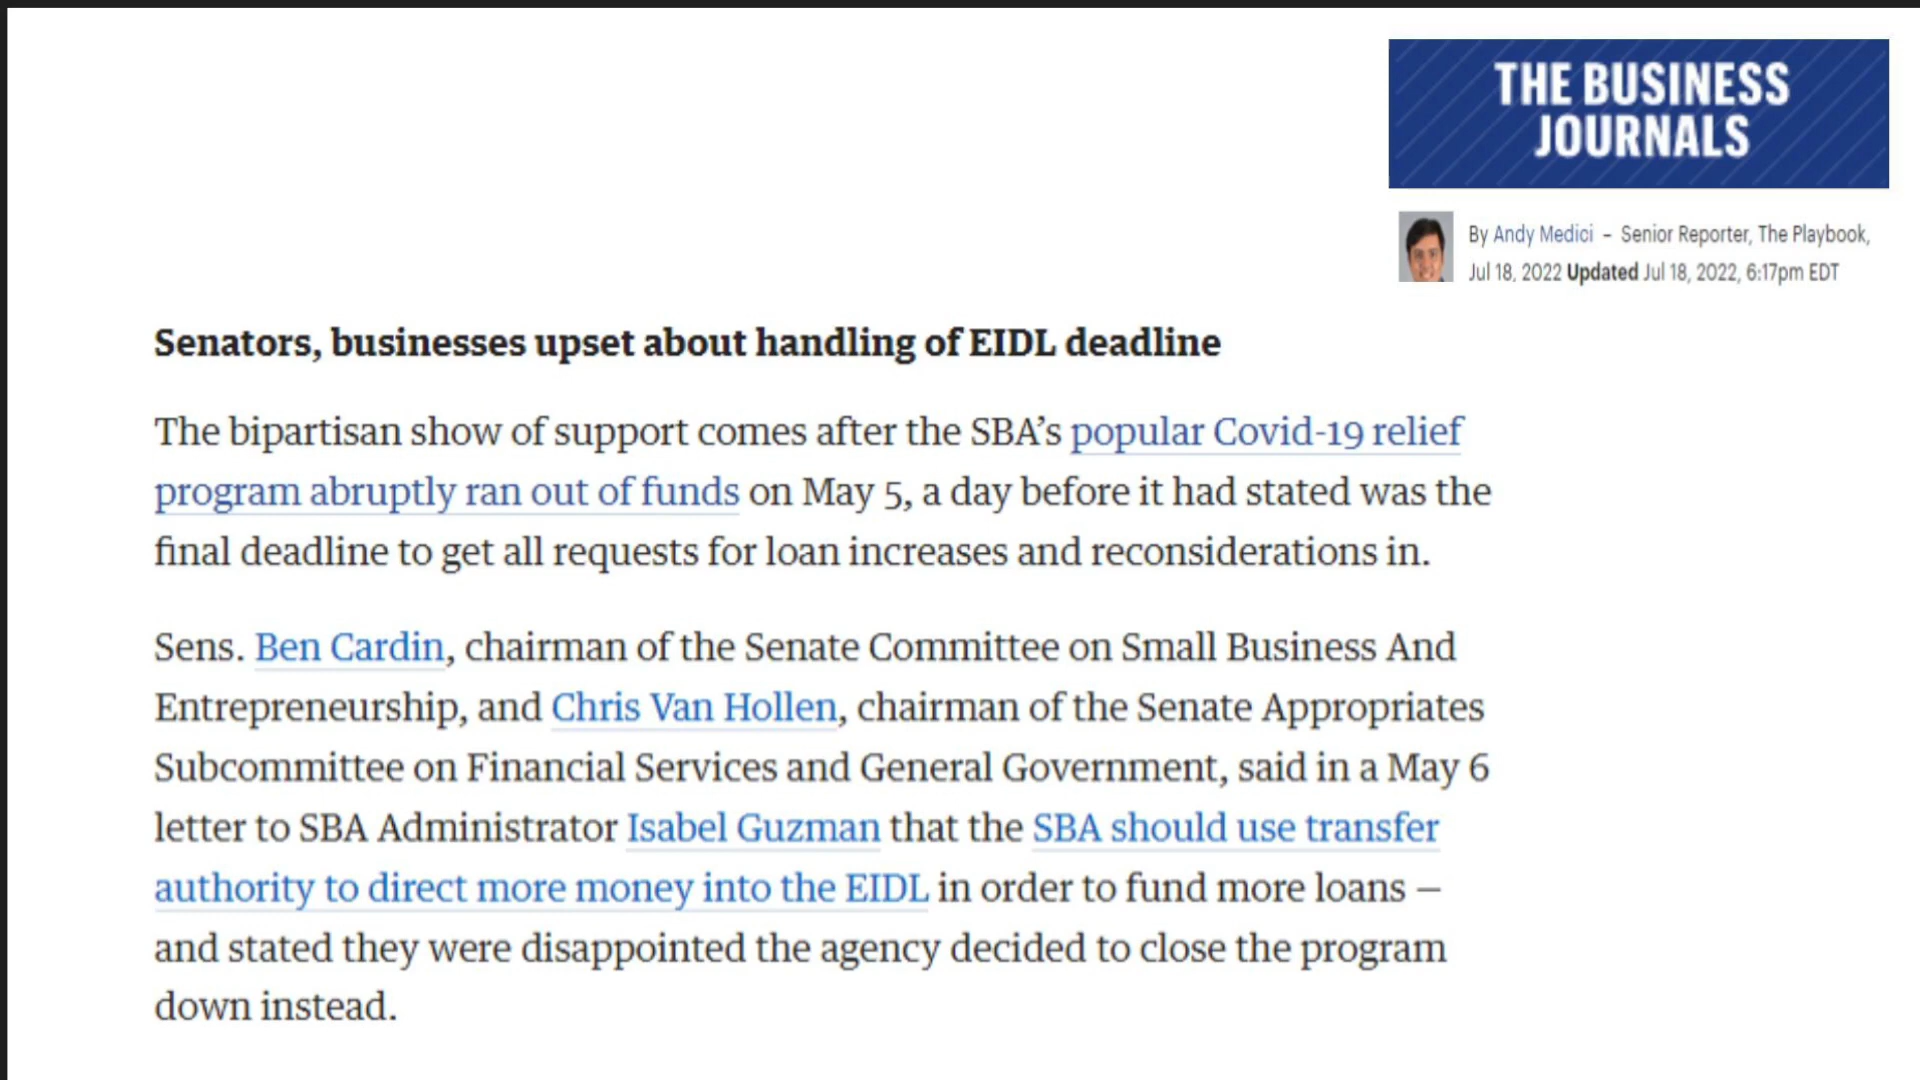 THE BUSINESS
JOURNALS
By Andy Medici – Senior Reporter, The Playbook,
Jul 18, 2022 Updated Jul 18, 2022, 6:17pm EDT
Senators, businesses upset about handling of EIDL deadline
The bipartisan show of support comes after the SBA’s popular Covid-19 relief
program abruptly ran out of funds on May 5, a day before it had stated was the
final deadline to get all requests for loan increases and reconsiderations in.
Sens. Ben Cardin, chairman of the Senate Committee on Small Business And
Entrepreneurship, and Chris Van Hollen, chairman of the Senate Appropriates
Subcommittee on Financial Services and General Government, said in a May 6
letter to SBA Administrator Isabel Guzman that the SBA should use transfer
authority to direct more money into the EIDL in order to fund more loans —
and stated they were disappointed the agency decided to close the program
down instead.